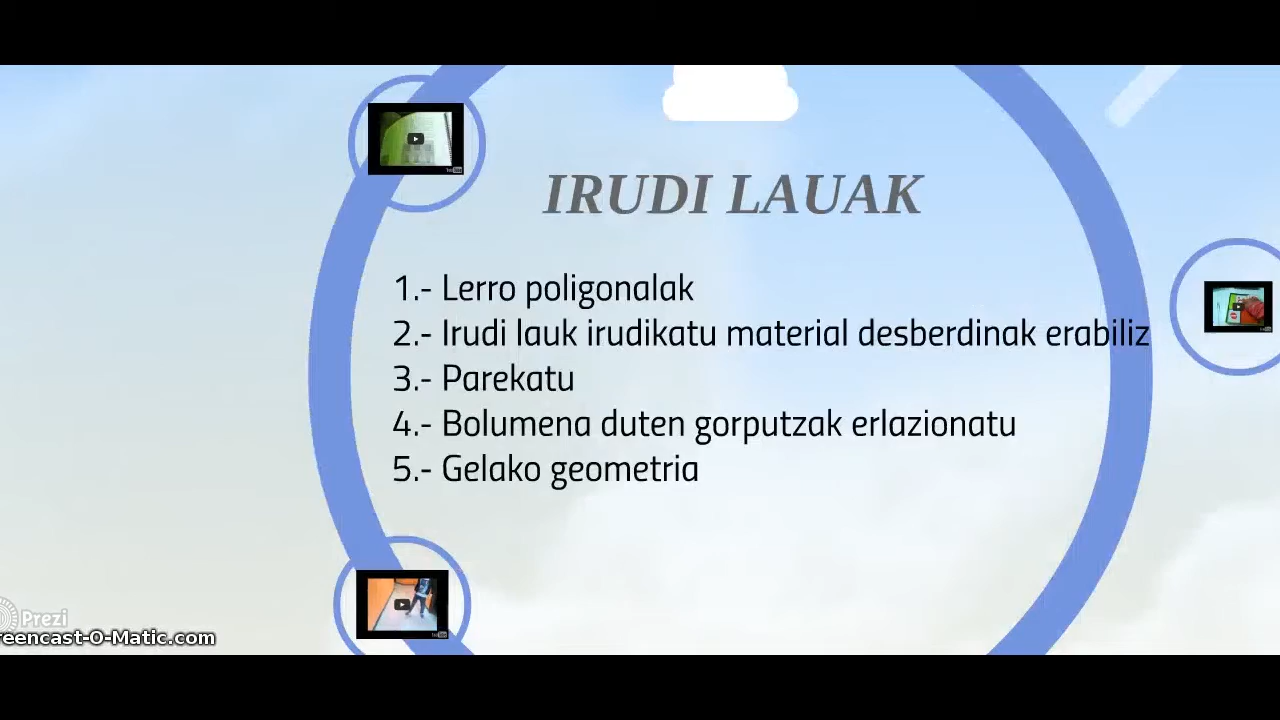 IRUDI LAUAK
1.- Lerro poligonalak
2.- Irudi lauk irudikatu material desberdinak erabiliz
3.- Parekatu
4.- Bolumena duten gorputzak erlazionatu
5.- Gelako geometria
Prezi
reencast-O-Matic.com